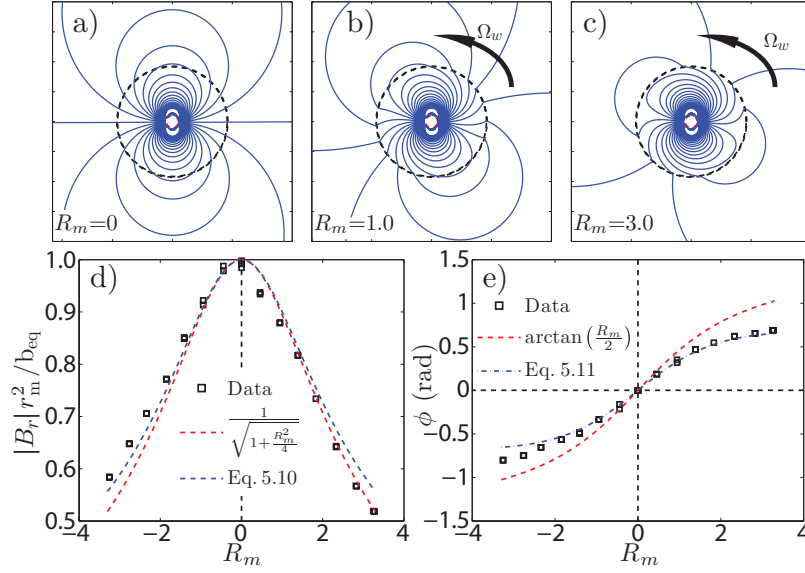 a)
R_m=0
b)
Ω_w
R_m=1.0
c)
Ω_w
R_m=3.0
d)
|B_r| r_m^2/b_eq
1.0
0.9
0.8
0.7
0.6
0.5
Data
1/√(1+R_m^2/4)
Eq. 5.10
−4 −2 0 2 4
R_m
e)
−ϕ (rad)
1.5
1
0.5
0
−0.5
−1
−1.5
Data
arctan(R_m/2)
Eq. 5.11
−4 −2 0 2 4
R_m